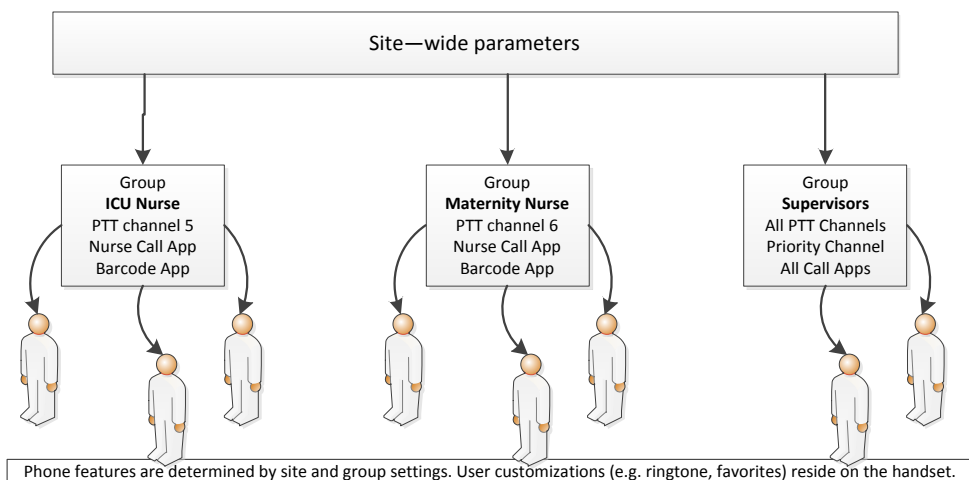 Site—wide parameters
Group
ICU Nurse
PTT channel 5
Nurse Call App
Barcode App
Group
Maternity Nurse
PTT channel 6
Nurse Call App
Barcode App
Group
Supervisors
All PTT Channels
Priority Channel
All Call Apps
Phone features are determined by site and group settings. User customizations (e.g. ringtone, favorites) reside on the handset.